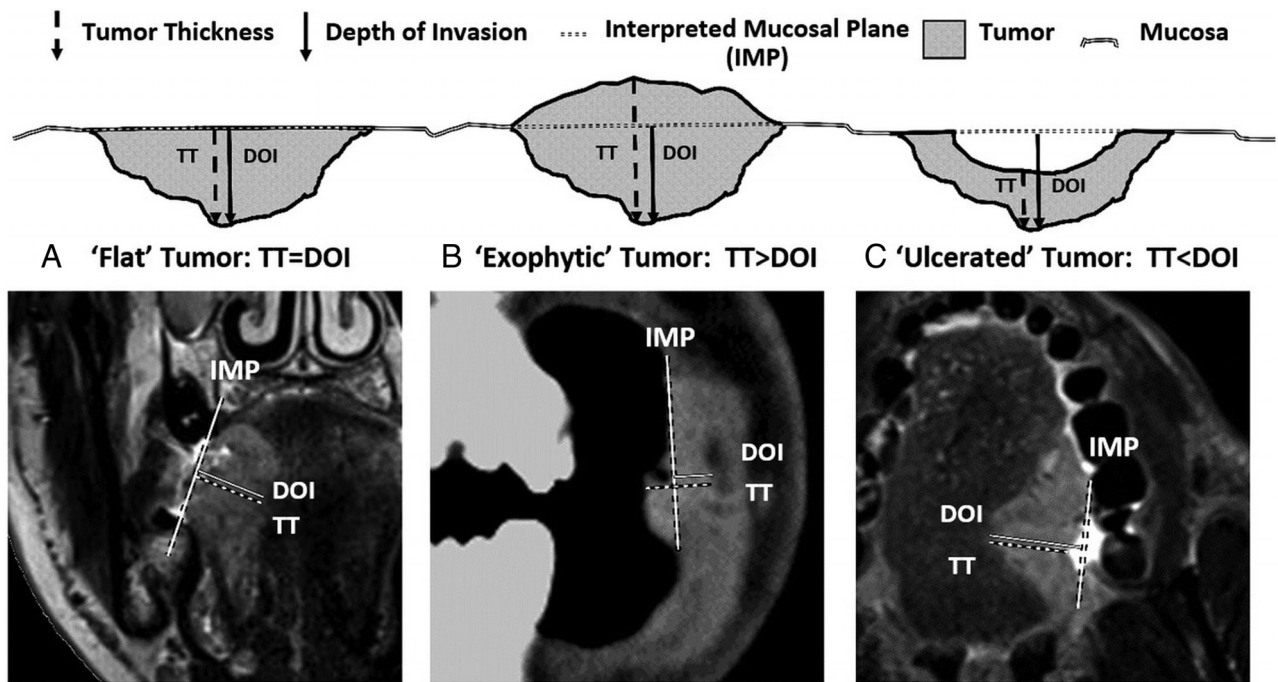 Tumor Thickness
Depth of Invasion
Interpreted Mucosal Plane
(IMP)
Tumor
Mucosa
TT DOI
TT DOI
TT DOI
A 'Flat' Tumor: TT=DOI
B 'Exophytic' Tumor: TT>DOI
C 'Ulcerated' Tumor: TT<DOI
IMP
DOI
TT
IMP
DOI
TT
IMP
DOI
TT